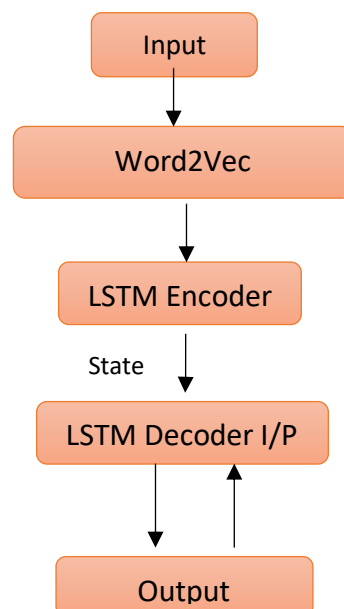 Input
Word2Vec
LSTM Encoder
State
LSTM Decoder I/P
Output